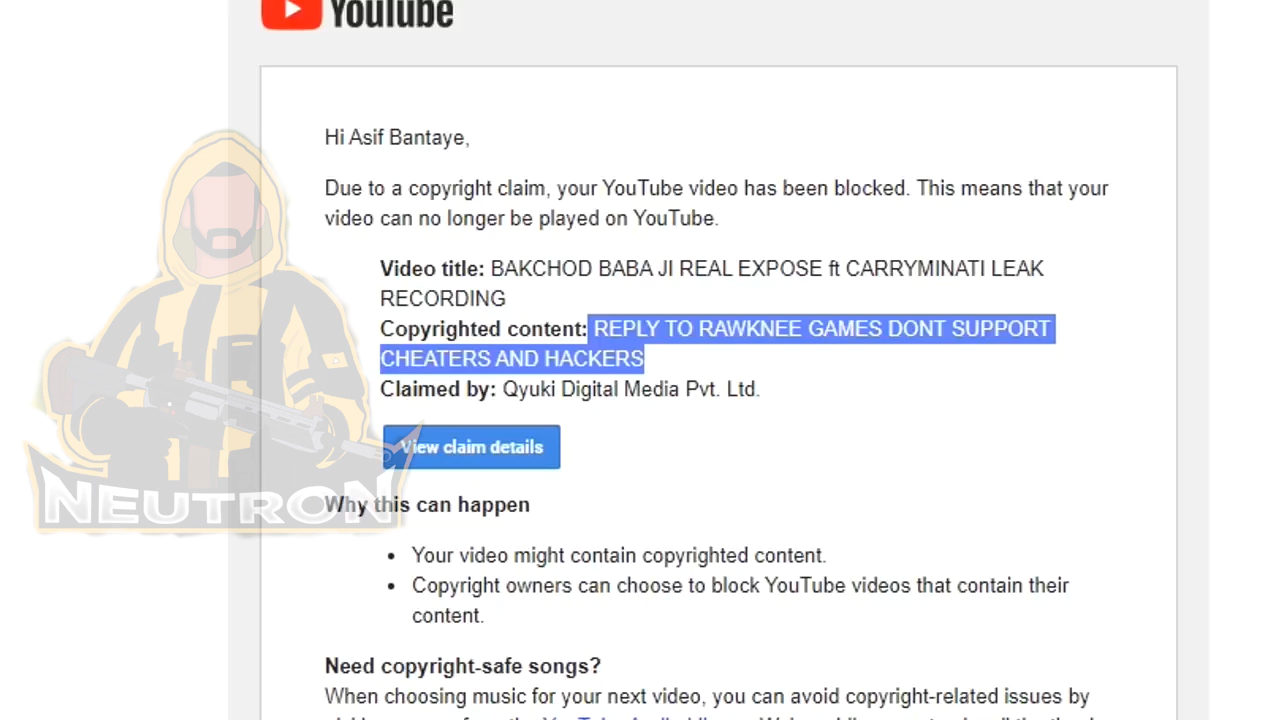 YouTube
Hi Asif Bantaye,
Due to a copyright claim, your YouTube video has been blocked. This means that your
video can no longer be played on YouTube.
Video title: BAKCHOD BABA JI REAL EXPOSE ft CARRYMINATI LEAK
RECORDING
Copyrighted content: REPLY TO RAWKNEE GAMES DONT SUPPORT
CHEATERS AND HACKERS
Claimed by: Qyuki Digital Media Pvt. Ltd.
View claim details
NEUTRON
Why this can happen
• Your video might contain copyrighted content.
• Copyright owners can choose to block YouTube videos that contain their
content.
Need copyright-safe songs?
When choosing music for your next video, you can avoid copyright-related issues by